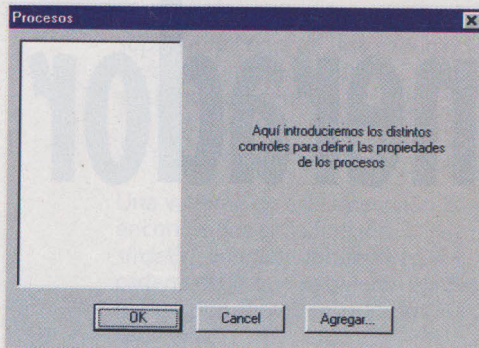 Procesos
Aquí introduciremos los distintos
controles para definir las propiedades
de los procesos
OK
Cancel
Agregar...